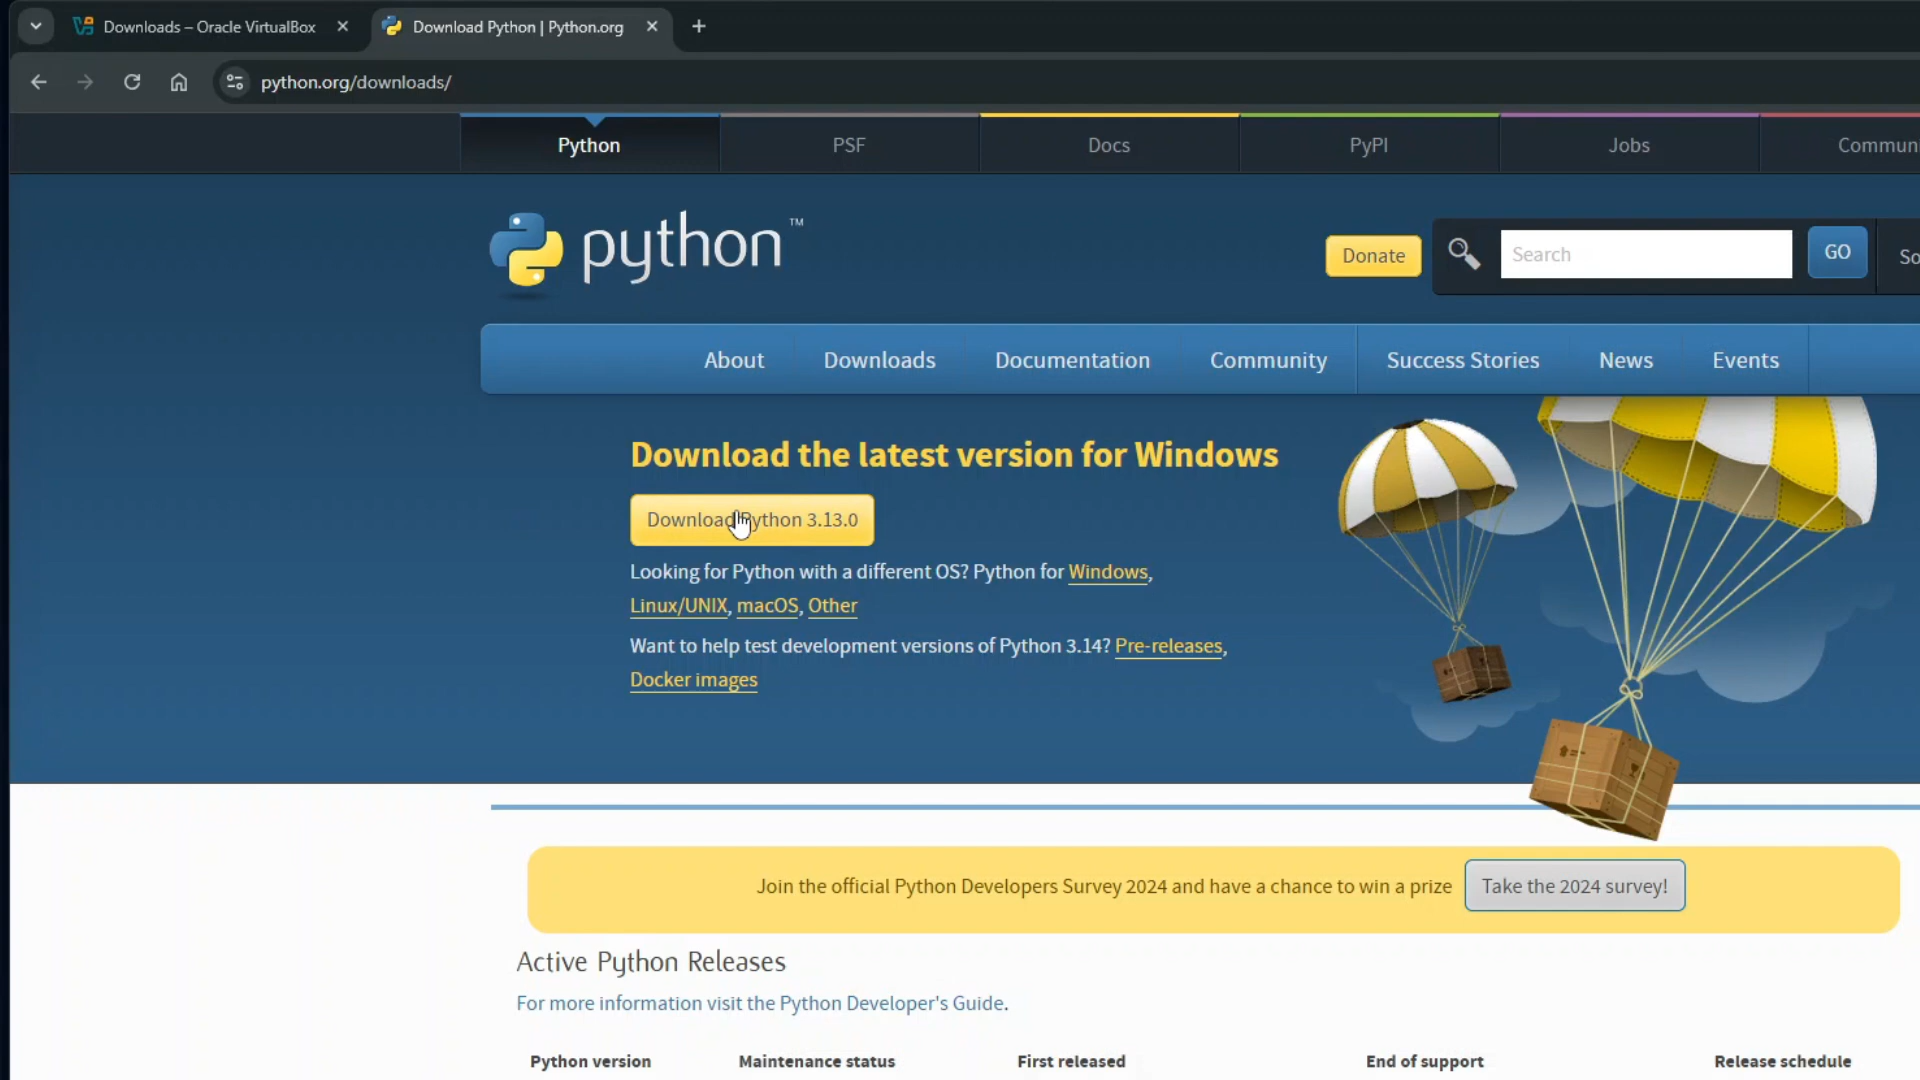 Downloads – Oracle VirtualBox
Download Python | Python.org
python.org/downloads/
Python
PSF
Docs
PyPI
Jobs
Commun
python™
Donate
Search
GO
So
About
Downloads
Documentation
Community
Success Stories
News
Events
Download the latest version for Windows
Download Python 3.13.0
Looking for Python with a different OS? Python for Windows,
Linux/UNIX, macOS, Other
Want to help test development versions of Python 3.14? Pre-releases,
Docker images
Join the official Python Developers Survey 2024 and have a chance to win a prize
Take the 2024 survey!
Active Python Releases
For more information visit the Python Developer's Guide.
Python version
Maintenance status
First released
End of support
Release schedule